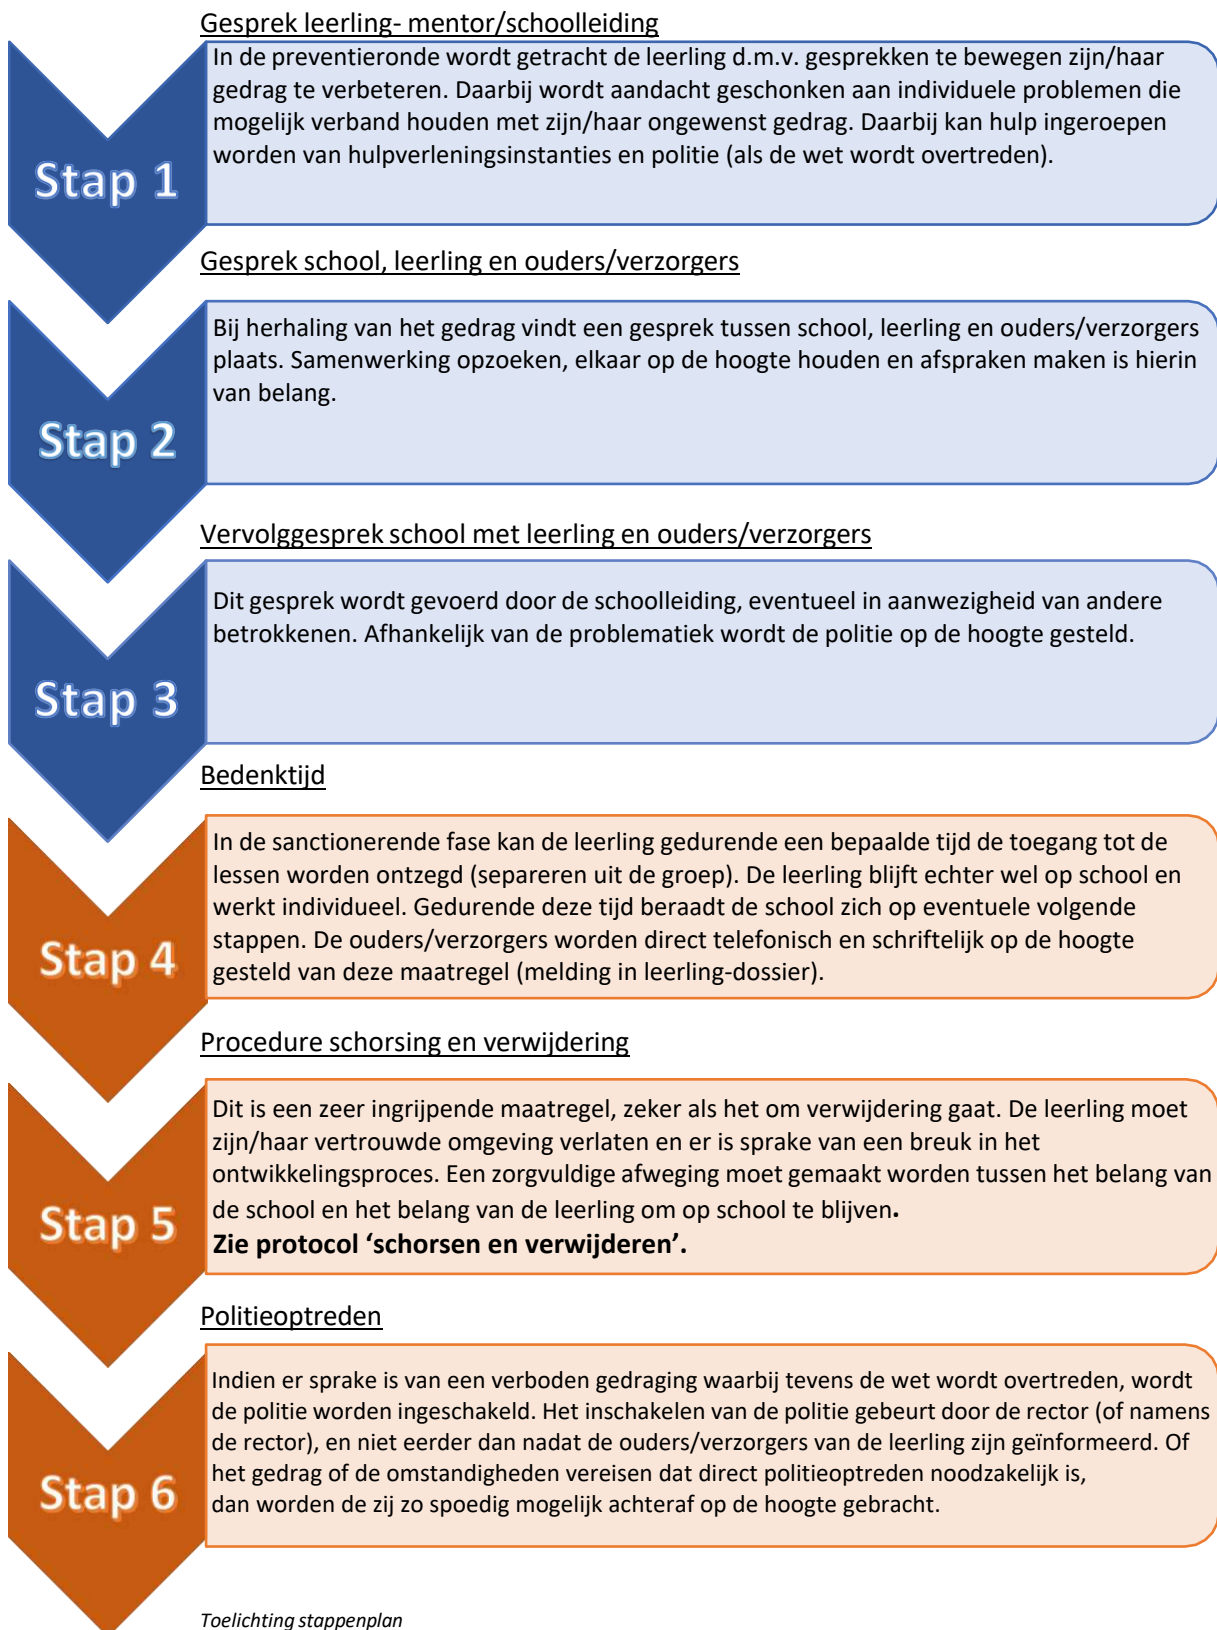 Gesprek leerling- mentor/schoolleiding
In de preventieronde wordt getracht de leerling d.m.v. gesprekken te bewegen zijn/haar
gedrag te verbeteren. Daarbij wordt aandacht geschonken aan individuele problemen die
mogelijk verband houden met zijn/haar ongewenst gedrag. Daarbij kan hulp ingeroepen
worden van hulpverleningsinstanties en politie (als de wet wordt overtreden).
Stap 1
Gesprek school, leerling en ouders/verzorgers
Bij herhaling van het gedrag vindt een gesprek tussen school, leerling en ouders/verzorgers
plaats. Samenwerking opzoeken, elkaar op de hoogte houden en afspraken maken is hierin
van belang.
Stap 2
Vervolggesprek school met leerling en ouders/verzorgers
Dit gesprek wordt gevoerd door de schoolleiding, eventueel in aanwezigheid van andere
betrokkenen. Afhankelijk van de problematiek wordt de politie op de hoogte gesteld.
Stap 3
Bedenktijd
In de sanctionerende fase kan de leerling gedurende een bepaalde tijd de toegang tot de
lessen worden ontzegd (separeren uit de groep). De leerling blijft echter wel op school en
werkt individueel. Gedurende deze tijd beraadt de school zich op eventuele volgende
stappen. De ouders/verzorgers worden direct telefonisch en schriftelijk op de hoogte
gesteld van deze maatregel (melding in leerling-dossier).
Stap 4
Procedure schorsing en verwijdering
Dit is een zeer ingrijpende maatregel, zeker als het om verwijdering gaat. De leerling moet
zijn/haar vertrouwde omgeving verlaten en er is sprake van een breuk in het
ontwikkelingsproces. Een zorgvuldige afweging moet gemaakt worden tussen het belang van
de school en het belang van de leerling om op school te blijven.
Zie protocol ‘schorsen en verwijderen’.
Stap 5
Politieoptreden
Indien er sprake is van een verboden gedraging waarbij tevens de wet wordt overtreden, wordt
de politie worden ingeschakeld. Het inschakelen van de politie gebeurt door de rector (of namens
de rector), en niet eerder dan nadat de ouders/verzorgers van de leerling zijn geïnformeerd. Of
het gedrag of de omstandigheden vereisen dat direct politieoptreden noodzakelijk is,
dan worden de zij zo spoedig mogelijk achteraf op de hoogte gebracht.
Stap 6
Toelichting stappenplan